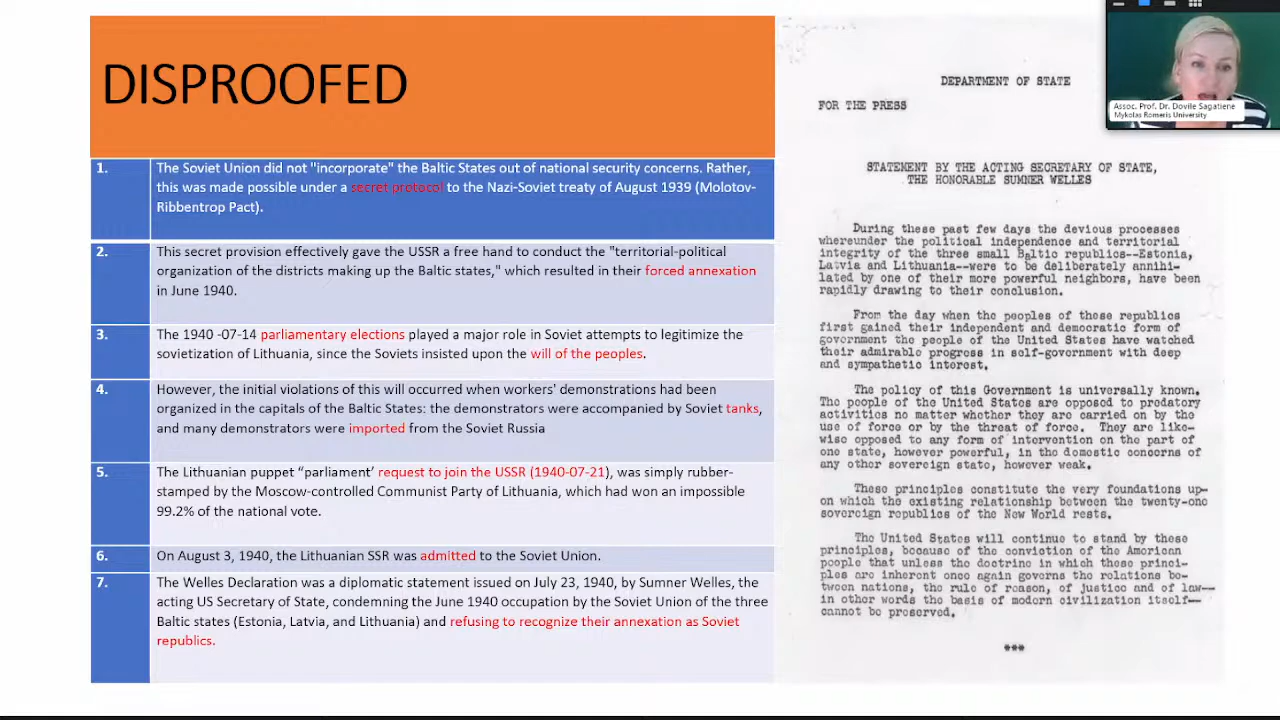 DISPROOFED
1.
The Soviet Union did not "incorporate" the Baltic States out of national security concerns. Rather,
this was made possible under a secret protocol to the Nazi-Soviet treaty of August 1939 (Molotov-
Ribbentrop Pact).
2.
This secret provision effectively gave the USSR a free hand to conduct the "territorial-political
organization of the districts making up the Baltic states," which resulted in their forced annexation
in June 1940.
3.
The 1940 -07-14 parliamentary elections played a major role in Soviet attempts to legitimize the
sovietization of Lithuania, since the Soviets insisted upon the will of the peoples.
4.
However, the initial violations of this will occurred when workers' demonstrations had been
organized in the capitals of the Baltic States: the demonstrators were accompanied by Soviet tanks,
and many demonstrators were imported from the Soviet Russia
5.
The Lithuanian puppet “parliament’ request to join the USSR (1940-07-21), was simply rubber-
stamped by the Moscow-controlled Communist Party of Lithuania, which had won an impossible
99.2% of the national vote.
6.
On August 3, 1940, the Lithuanian SSR was admitted to the Soviet Union.
7.
The Welles Declaration was a diplomatic statement issued on July 23, 1940, by Sumner Welles, the
acting US Secretary of State, condemning the June 1940 occupation by the Soviet Union of the three
Baltic states (Estonia, Latvia, and Lithuania) and refusing to recognize their annexation as Soviet
republics.
DEPARTMENT OF STATE
FOR THE PRESS
STATEMENT BY THE ACTING SECRETARY OF STATE,
THE HONORABLE SUMNER WELLES
During these past few days the devious processes
whereunder the political independence and territorial
integrity of the three small Baltic republics--Estonia,
Latvia and Lithuania--were to be deliberately annihi-
lated by one of their more powerful neighbors, have been
rapidly drawing to their conclusion.
From the day when the peoples of these republics
first gained their independent and democratic form of
government the people of the United States have watched
their admirable progress in self-government with deep
and sympathetic interest.
The policy of this Government is universally known.
The people of the United States are opposed to predatory
activities no matter whether they are carried on by the
use of force or by the threat of force. They are like-
wise opposed to any form of intervention on the part of
one state, however powerful, in the domestic concerns of
any other sovereign state, however weak.
These principles constitute the very foundations up-
on which the existing relationship between the twenty-one
sovereign republics of the New World rests.
The United States will continue to stand by these
principles, because of the conviction of the American
people that unless the doctrine in which these princi-
ples are inherent once again governs the relations be-
tween nations, the rule of reason, of justice and of law--
in other words the basis of modern civilization itself--
cannot be preserved.
***
Assoc. Prof. Dr. Dovile Sagatiene
Mykolas Romeris University